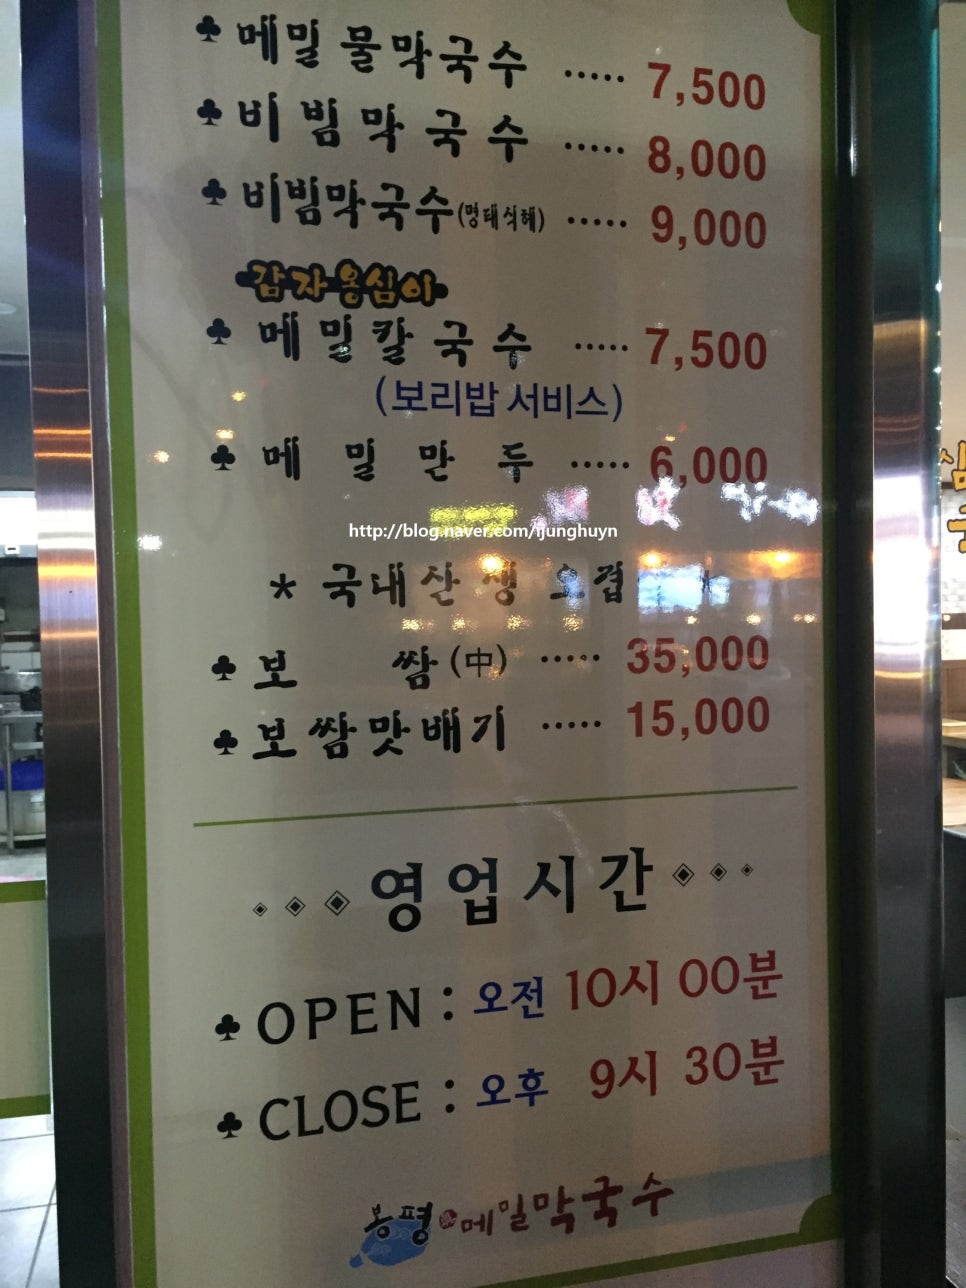 ♣ 메밀 물막국수 ····· 7,500
♣ 비빔막국수 ····· 8,000
♣ 비빔막국수(명태식해) ····· 9,000
감자옹심이
♣ 메밀칼국수 ····· 7,500
(보리밥 서비스)
♣ 메밀만두 ····· 6,000
http://blog.naver.com/ijunghuyn
* 국내산 생오겹
♣ 보 쌈(中) ····· 35,000
♣ 보쌈맛배기 ····· 15,000
영업시간
♣ OPEN : 오전 10시 00분
♣ CLOSE : 오후 9시 30분
봉평메밀막국수